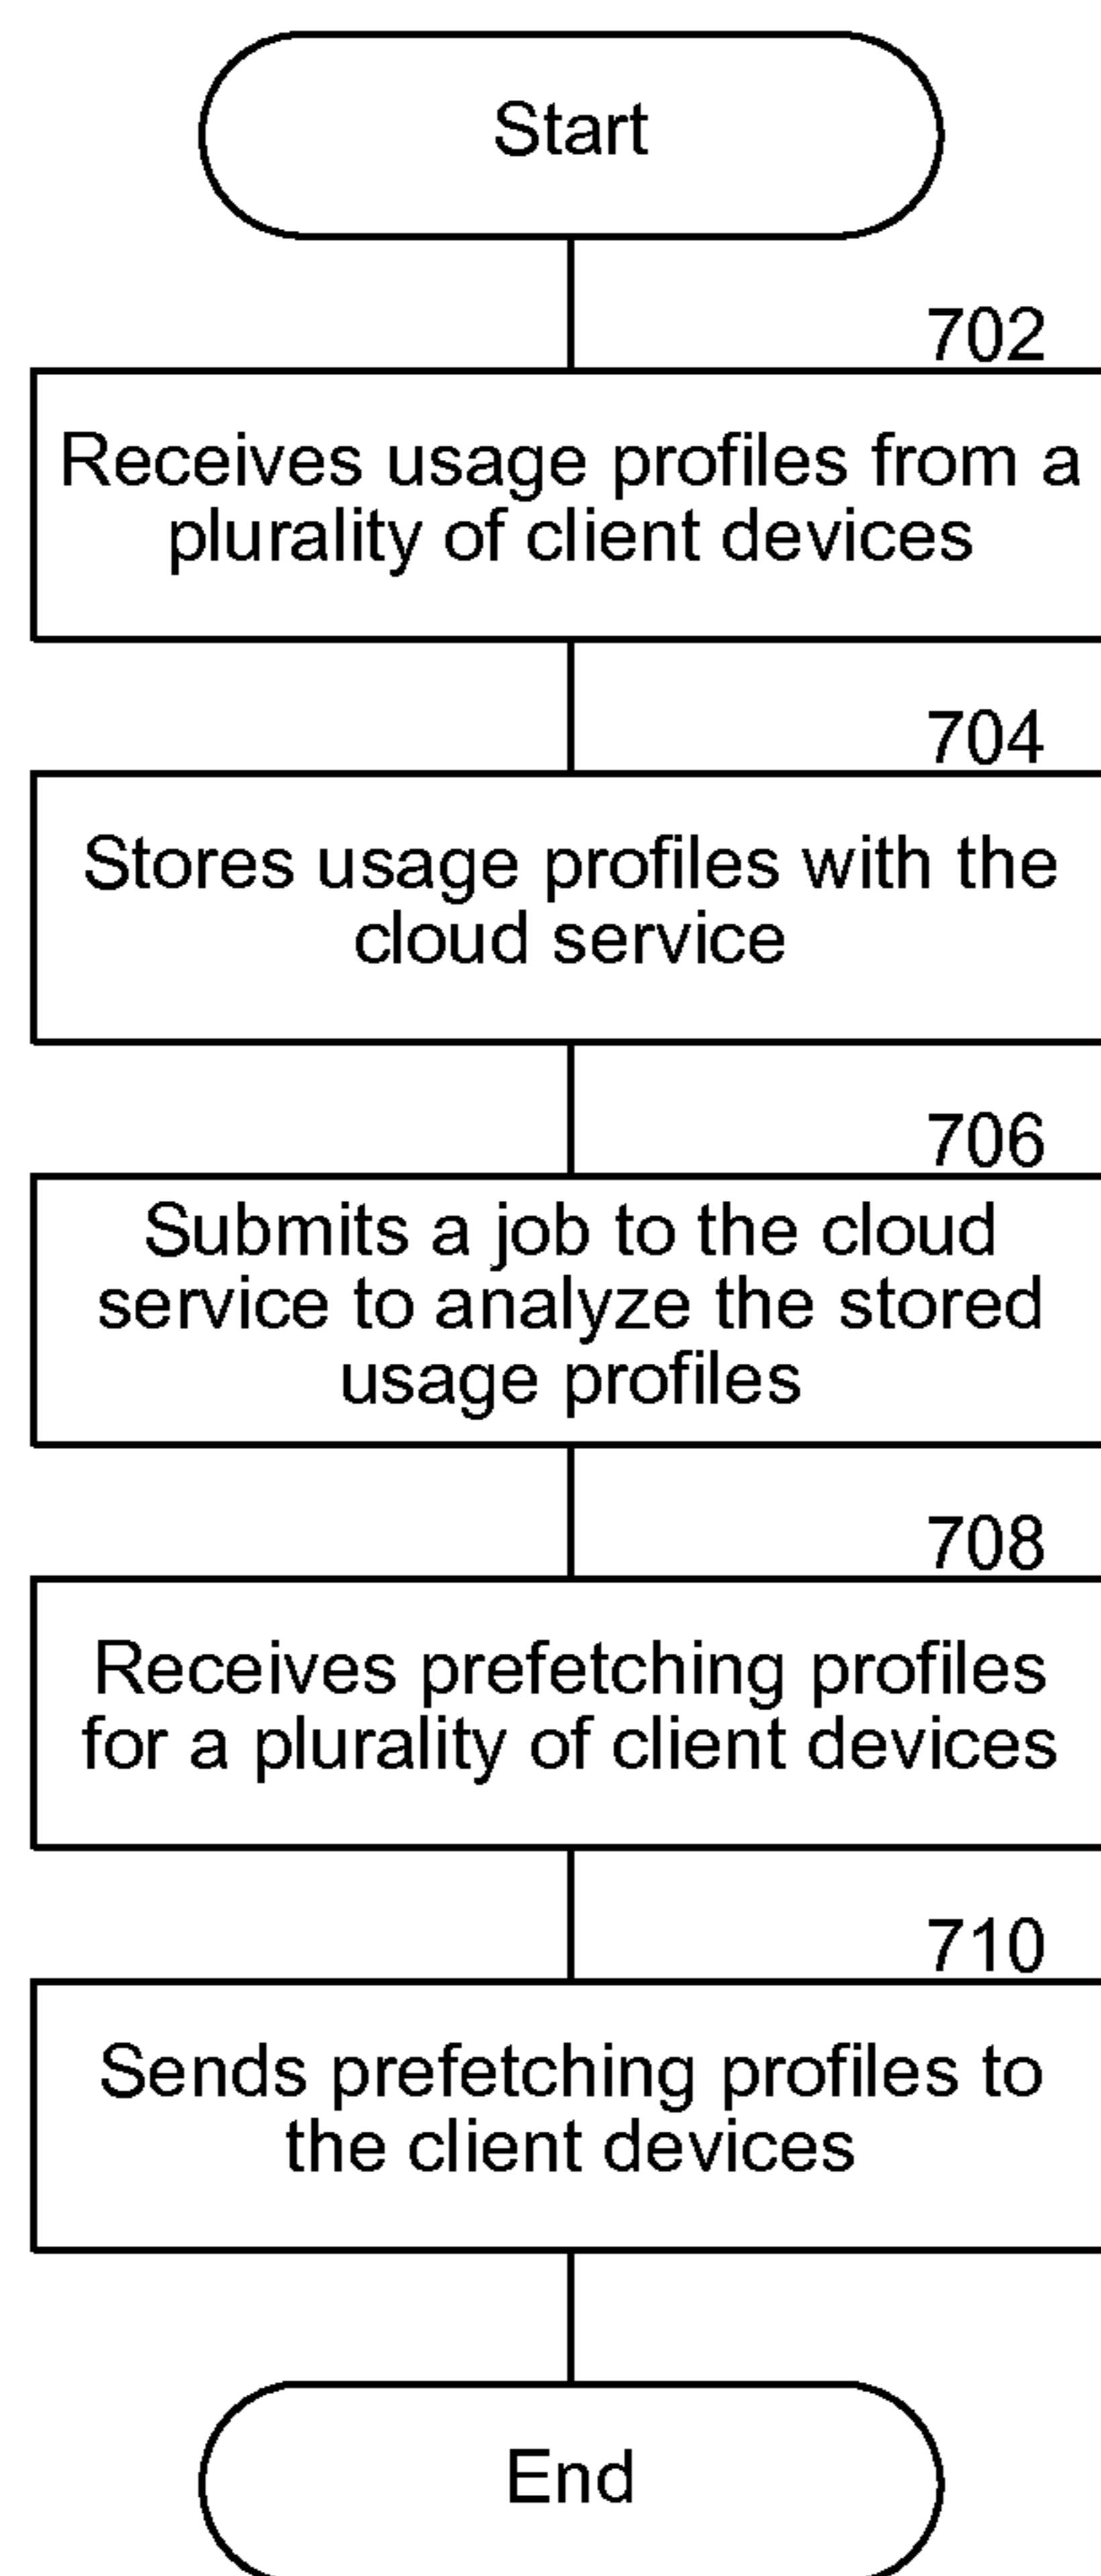 Start
702
Receives usage profiles from a
plurality of client devices
704
Stores usage profiles with the
cloud service
706
Submits a job to the cloud
service to analyze the stored
usage profiles
708
Receives prefetching profiles
for a plurality of client devices
710
Sends prefetching profiles to
the client devices
End